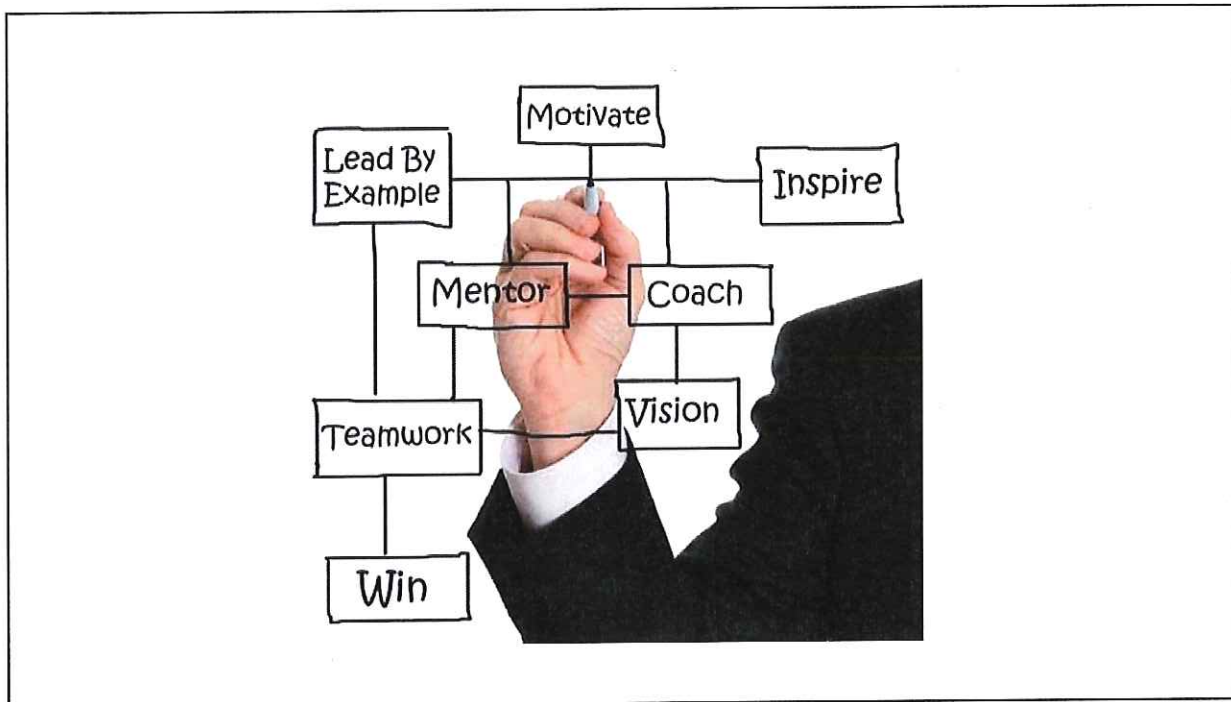 Motivate
Lead By
Example
Inspire
Mentor
Coach
Vision
Teamwork
Win